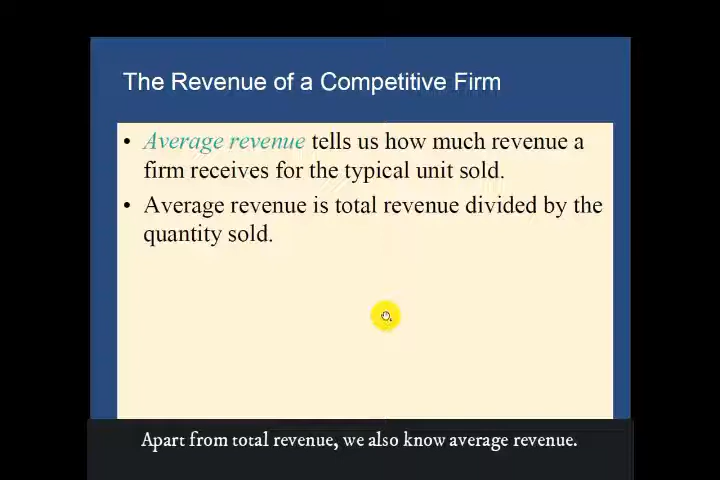 The Revenue of a Competitive Firm
• Average revenue tells us how much revenue a
firm receives for the typical unit sold.
• Average revenue is total revenue divided by the
quantity sold.
Apart from total revenue, we also know average revenue.